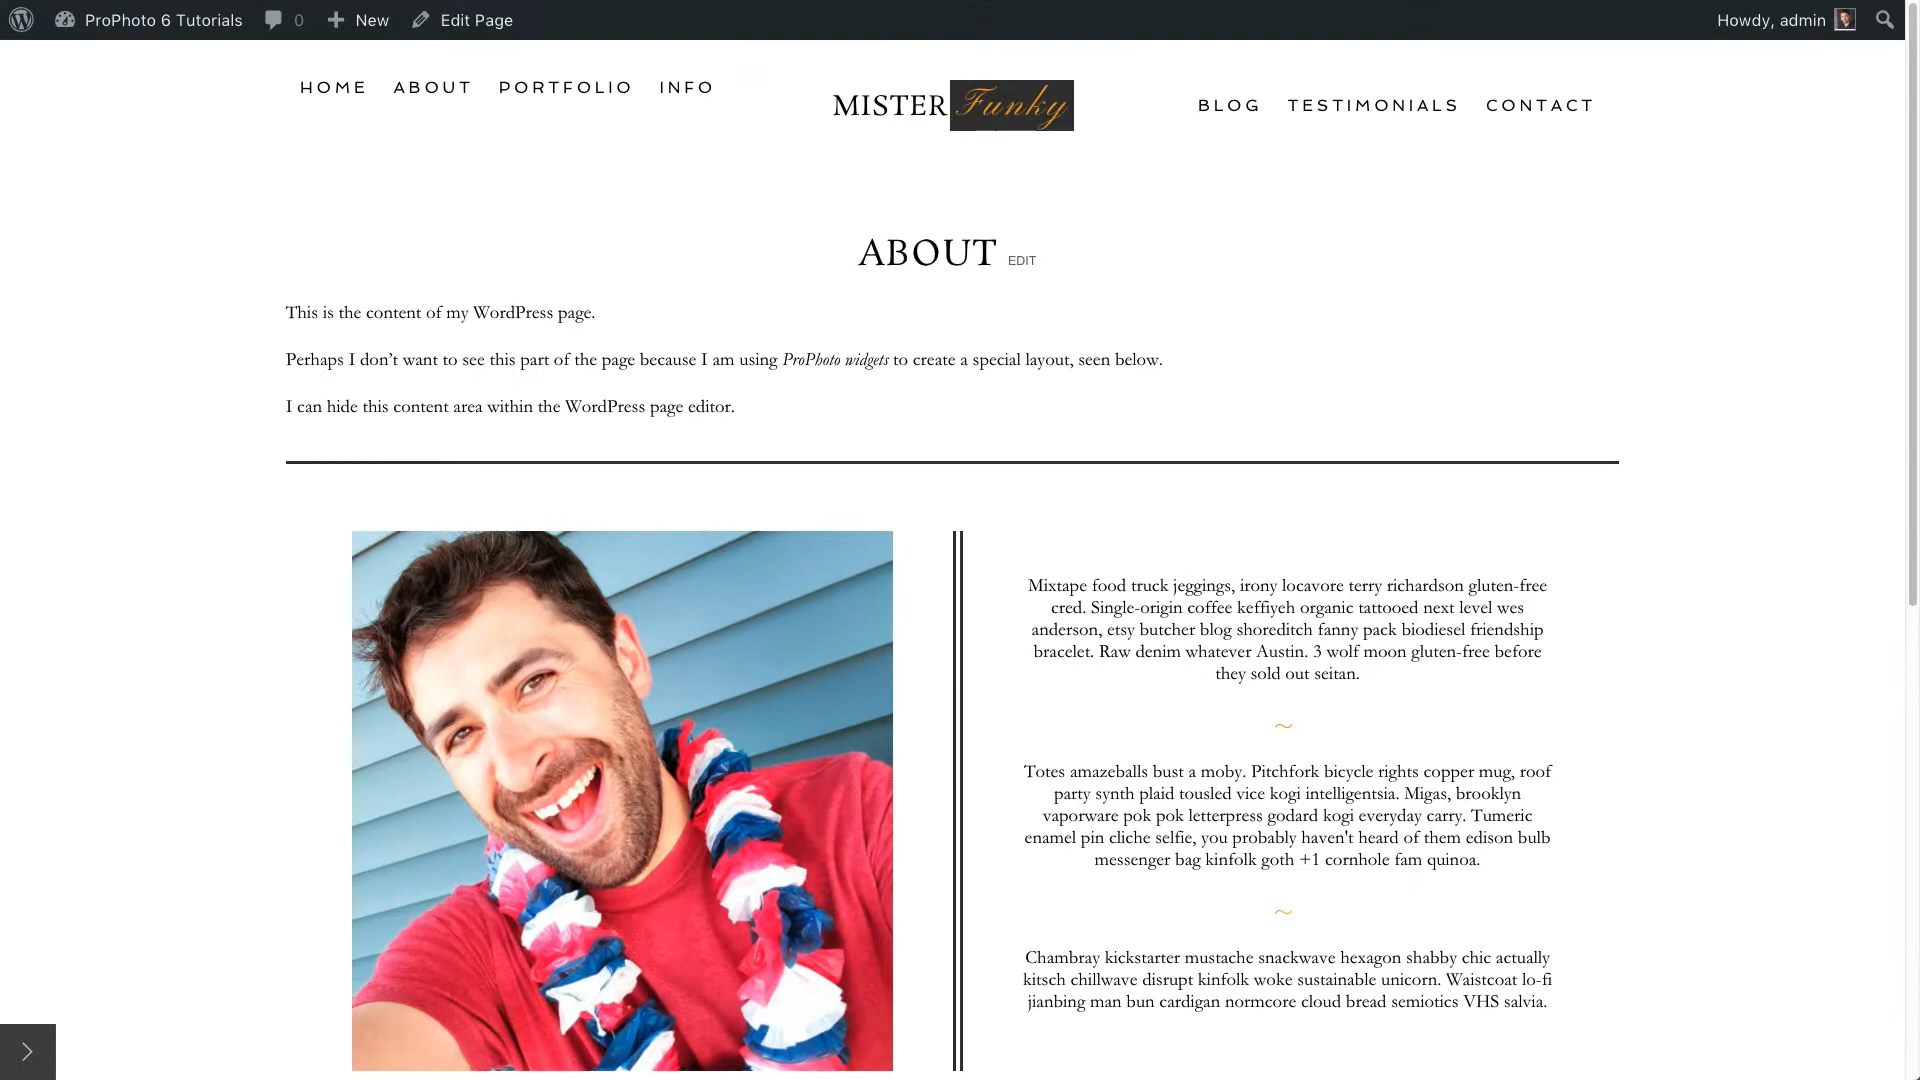 ProPhoto 6 Tutorials 0 New Edit Page Howdy, admin
HOME ABOUT PORTFOLIO INFO MISTER Funky BLOG TESTIMONIALS CONTACT
ABOUT EDIT
This is the content of my WordPress page.
Perhaps I don’t want to see this part of the page because I am using ProPhoto widgets to create a special layout, seen below.
I can hide this content area within the WordPress page editor.
Mixtape food truck jeggings, irony locavore terry richardson gluten-free
cred. Single-origin coffee keffiyeh organic tattooed next level wes
anderson, etsy butcher blog shoreditch fanny pack biodiesel friendship
bracelet. Raw denim whatever Austin. 3 wolf moon gluten-free before
they sold out seitan.
~
Totes amazeballs bust a moby. Pitchfork bicycle rights copper mug, roof
party synth plaid tousled vice kogi intelligentsia. Migas, brooklyn
vaporware pok pok letterpress godard kogi everyday carry. Tumeric
enamel pin cliche selfie, you probably haven't heard of them edison bulb
messenger bag kinfolk goth +1 cornhole fam quinoa.
~
Chambray kickstarter mustache snackwave hexagon shabby chic actually
kitsch chillwave disrupt kinfolk woke sustainable unicorn. Waistcoat lo-fi
jianbing man bun cardigan normcore cloud bread semiotics VHS salvia.